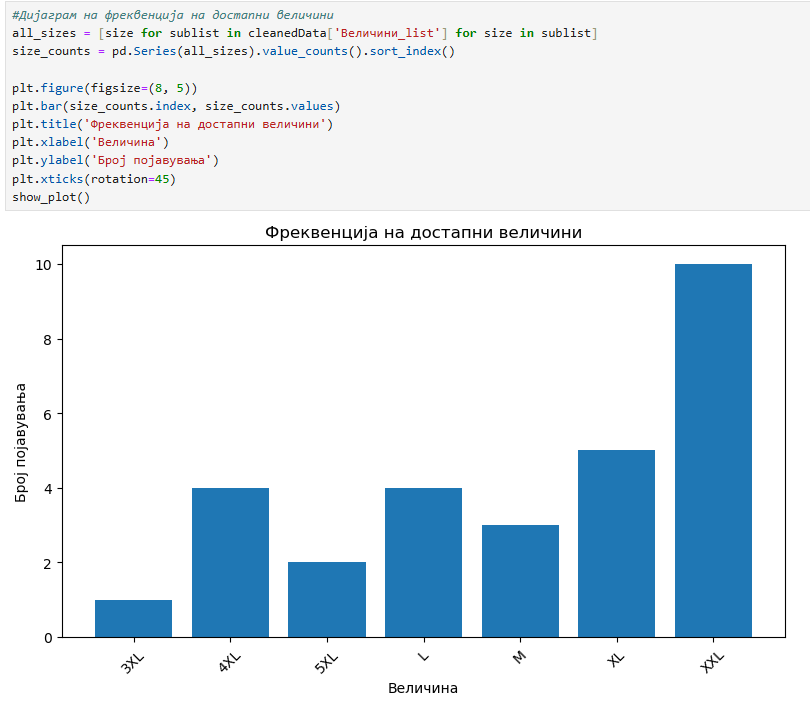 #Дијаграм на фреквенција на достапни величини
all_sizes = [size for sublist in cleanedData['Величини_list'] for size in sublist]
size_counts = pd.Series(all_sizes).value_counts().sort_index()
plt.figure(figsize=(8, 5))
plt.bar(size_counts.index, size_counts.values)
plt.title('Фреквенција на достапни величини')
plt.xlabel('Величина')
plt.ylabel('Број појавувања')
plt.xticks(rotation=45)
show_plot()
Фреквенција на достапни величини
10
8
6
4
2
0
Број појавувања
3XL 4XL 5XL L M XL XXL
Величина